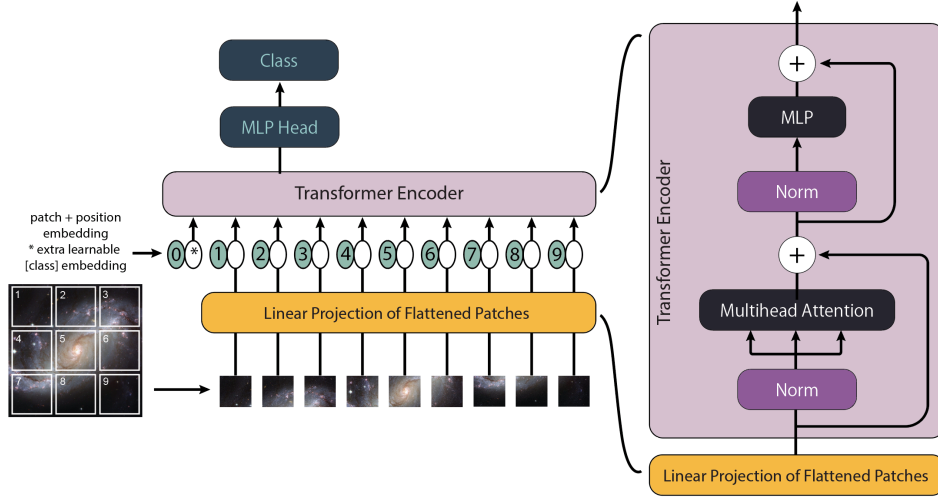 Class
MLP Head
Transformer Encoder
patch + position
embedding
* extra learnable
[class] embedding
0 * 1 2 3 4 5 6 7 8 9
Linear Projection of Flattened Patches
1 2 3
4 5 6
7 8 9
Transformer Encoder
+
MLP
Norm
+
Multihead Attention
Norm
Linear Projection of Flattened Patches